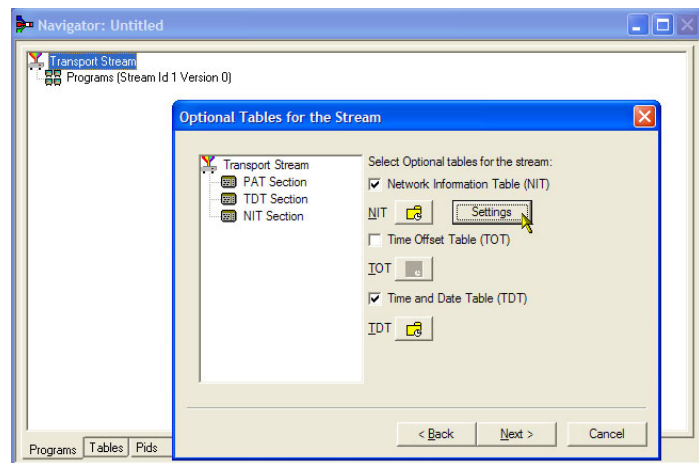 Navigator: Untitled
Transport Stream
Programs (Stream Id 1 Version 0)
Optional Tables for the Stream
Transport Stream
PAT Section
TDT Section
NIT Section
Select Optional tables for the stream:
Network Information Table (NIT)
NIT Settings
Time Offset Table (TOT)
TOT
Time and Date Table (TDT)
TDT
< Back Next > Cancel
Programs Tables Pids